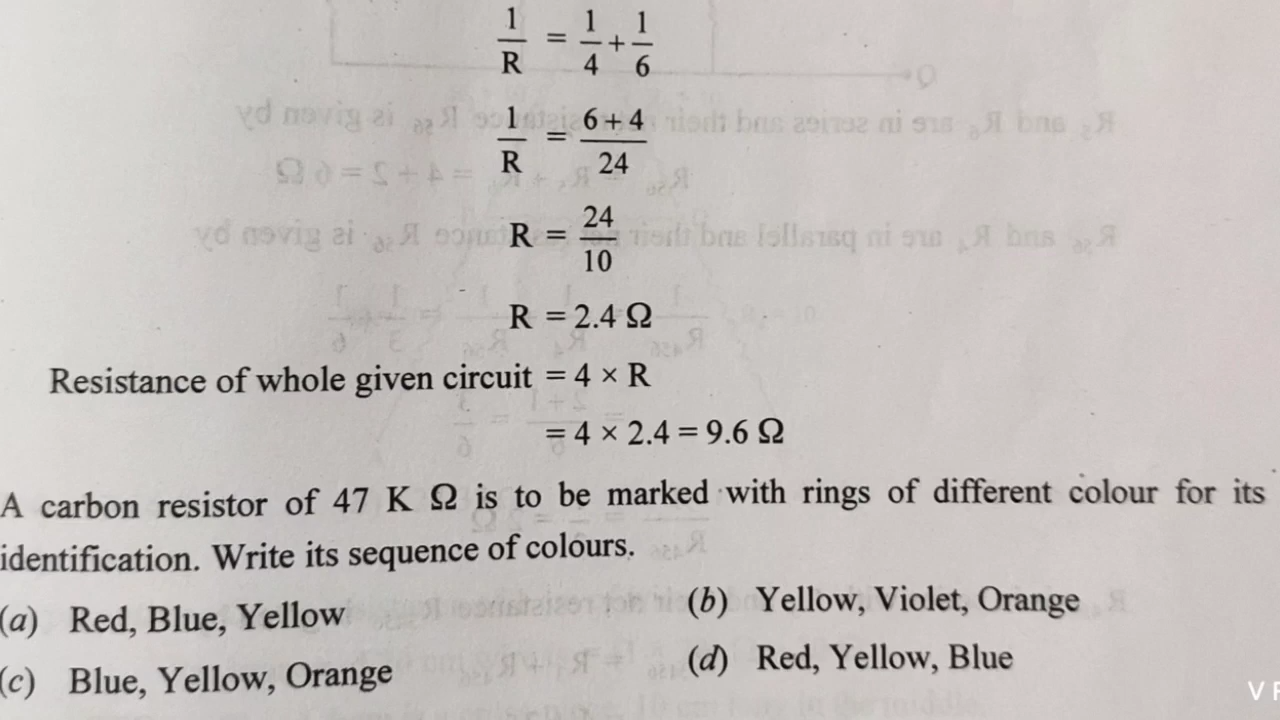 1/R = 1/4 + 1/6
1/R = (6 + 4)/24
R = 24/10
R = 2.4 Ω
Resistance of whole given circuit = 4 × R
= 4 × 2.4 = 9.6 Ω
A carbon resistor of 47 K Ω is to be marked with rings of different colour for its
identification. Write its sequence of colours.
(a) Red, Blue, Yellow (b) Yellow, Violet, Orange
(c) Blue, Yellow, Orange (d) Red, Yellow, Blue